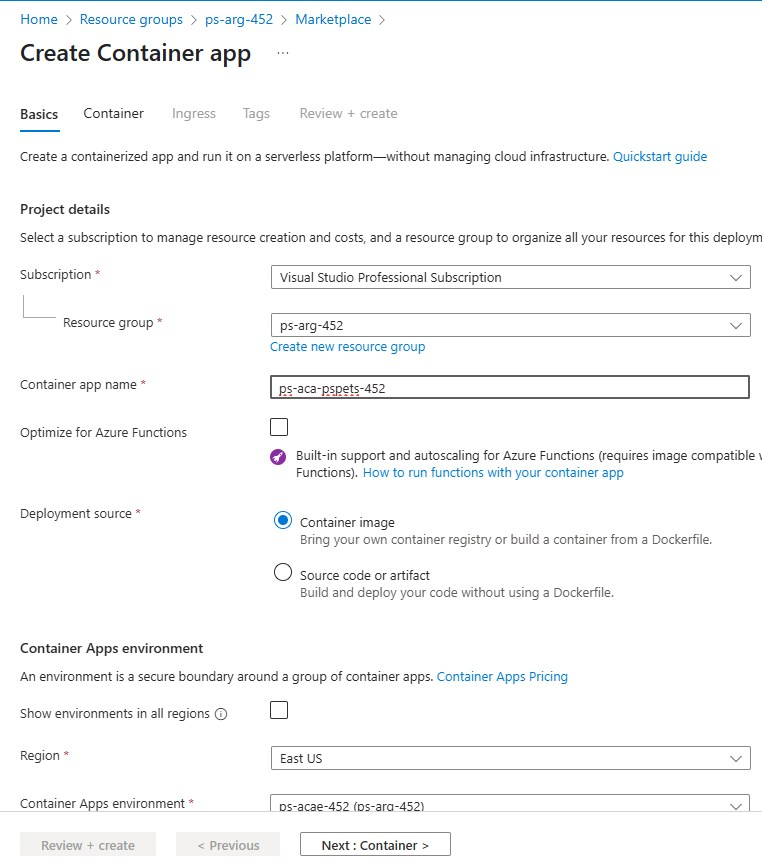 Home > Resource groups > ps-arg-452 > Marketplace >
Create Container app ...
Basics Container Ingress Tags Review + create
Create a containerized app and run it on a serverless platform—without managing cloud infrastructure. Quickstart guide
Project details
Select a subscription to manage resource creation and costs, and a resource group to organize all your resources for this deploym
Subscription * Visual Studio Professional Subscription
Resource group * ps-arg-452
Create new resource group
Container app name * ps-aca-pspets-452
Optimize for Azure Functions
Built-in support and autoscaling for Azure Functions (requires image compatible w
Functions). How to run functions with your container app
Deployment source * Container image
Bring your own container registry or build a container from a Dockerfile.
Source code or artifact
Build and deploy your code without using a Dockerfile.
Container Apps environment
An environment is a secure boundary around a group of container apps. Container Apps Pricing
Show environments in all regions
Region * East US
Container Apps environment * ps-acae-452 (ps-arg-452)
Review + create < Previous Next : Container >